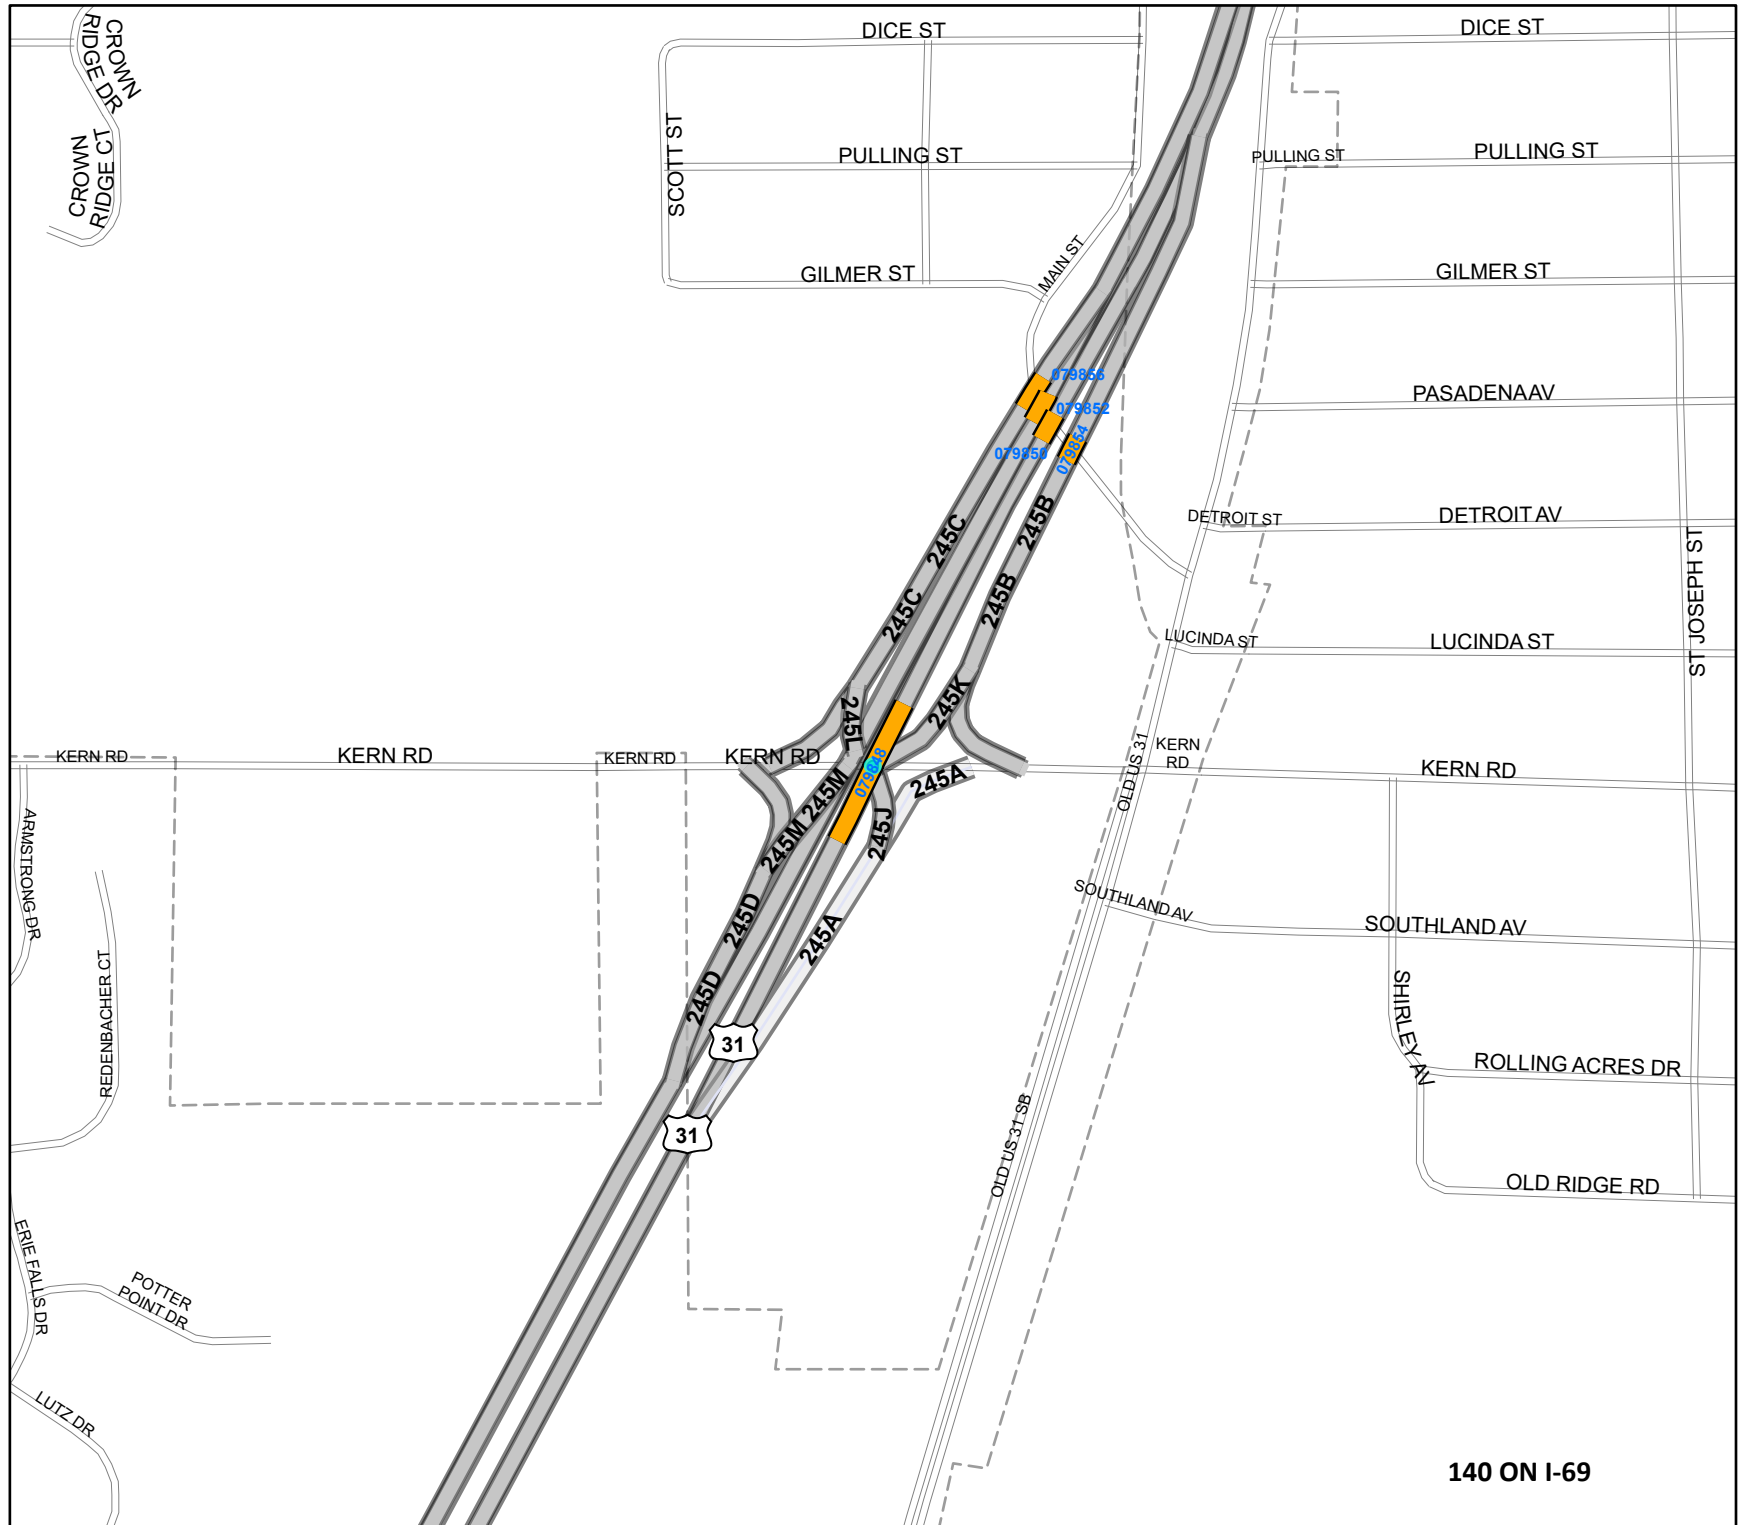 CROWN
RIDGE DR
CROWN
RIDGE CT
DICE ST
DICE ST
SCOTT ST
PULLING ST
PULLING ST
PULLING ST
MAIN ST
GILMER ST
GILMER ST
079856
079852
079850
079854
PASADENA AV
245C
245B
DETROIT ST
DETROIT AV
ST JOSEPH ST
245C
245B
LUCINDA ST
LUCINDA ST
245L
245K
KERN RD
KERN RD
KERN RD
KERN RD
KERN
RD
KERN RD
OLD US 31
079848
245M
245M
245J
245A
ARMSTRONG DR
SOUTHLAND AV
SOUTHLAND AV
245D
245A
245D
REDENBACHER CT
SHIRLEY AV
31
31
ROLLING ACRES DR
OLD US 31 SB
OLD RIDGE RD
ERIE FALLS DR
POTTER
POINT DR
LUTZ DR
140 ON I-69